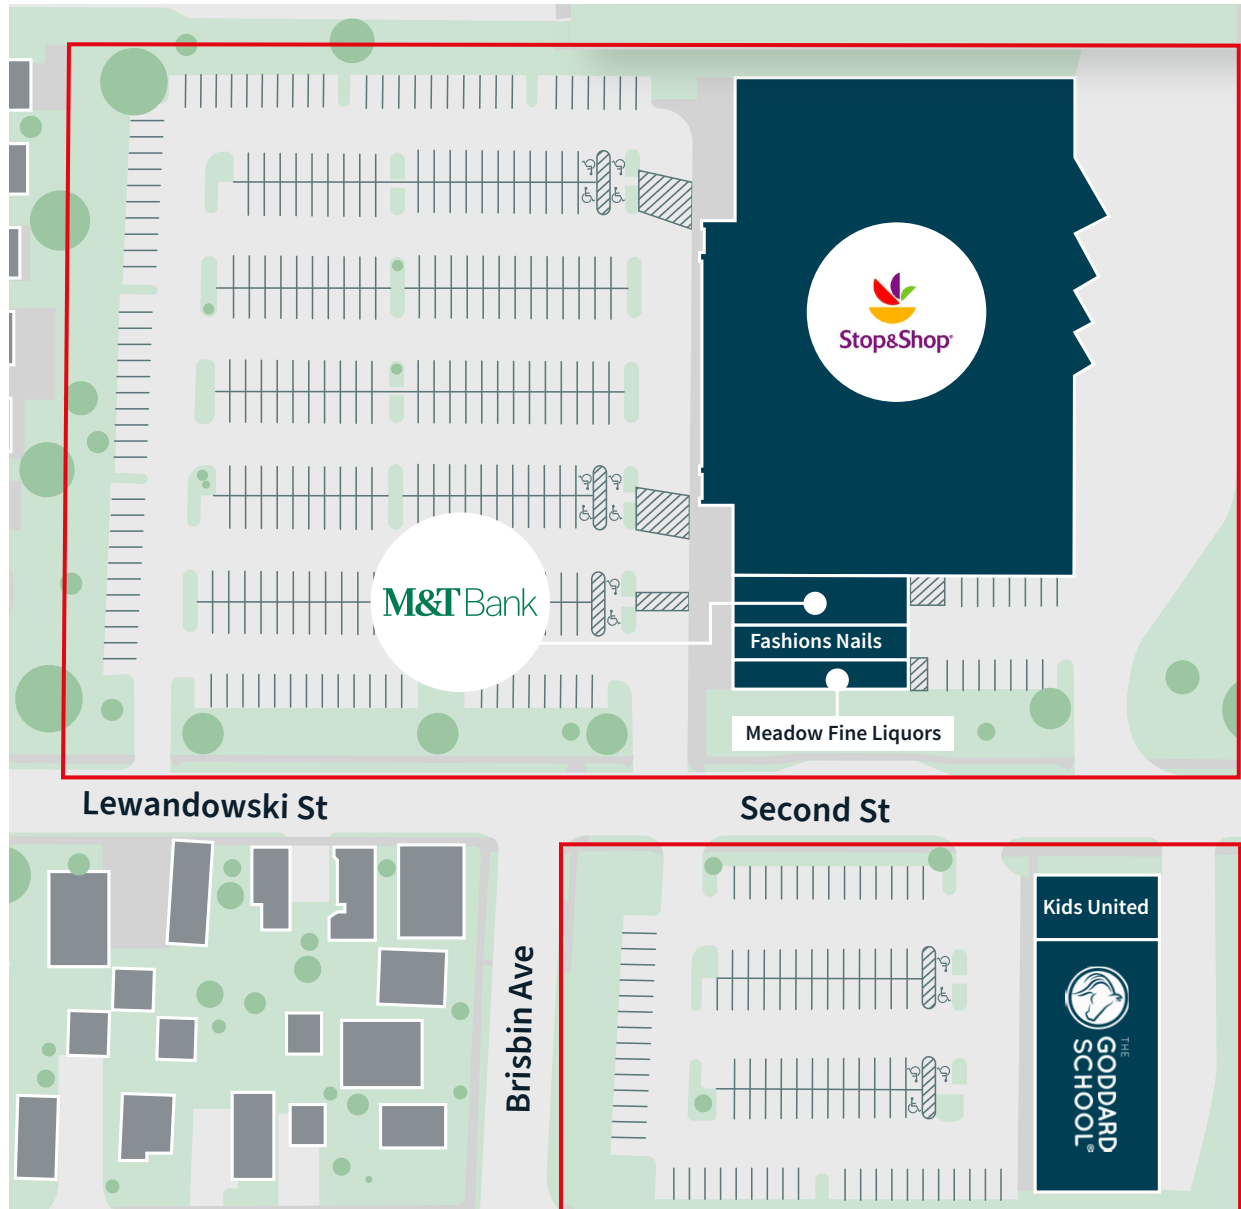 Stop&Shop®
M&T Bank
Fashions Nails
Meadow Fine Liquors
Lewandowski St
Second St
Brisbin Ave
Kids United
THE
GODDARD
SCHOOL®